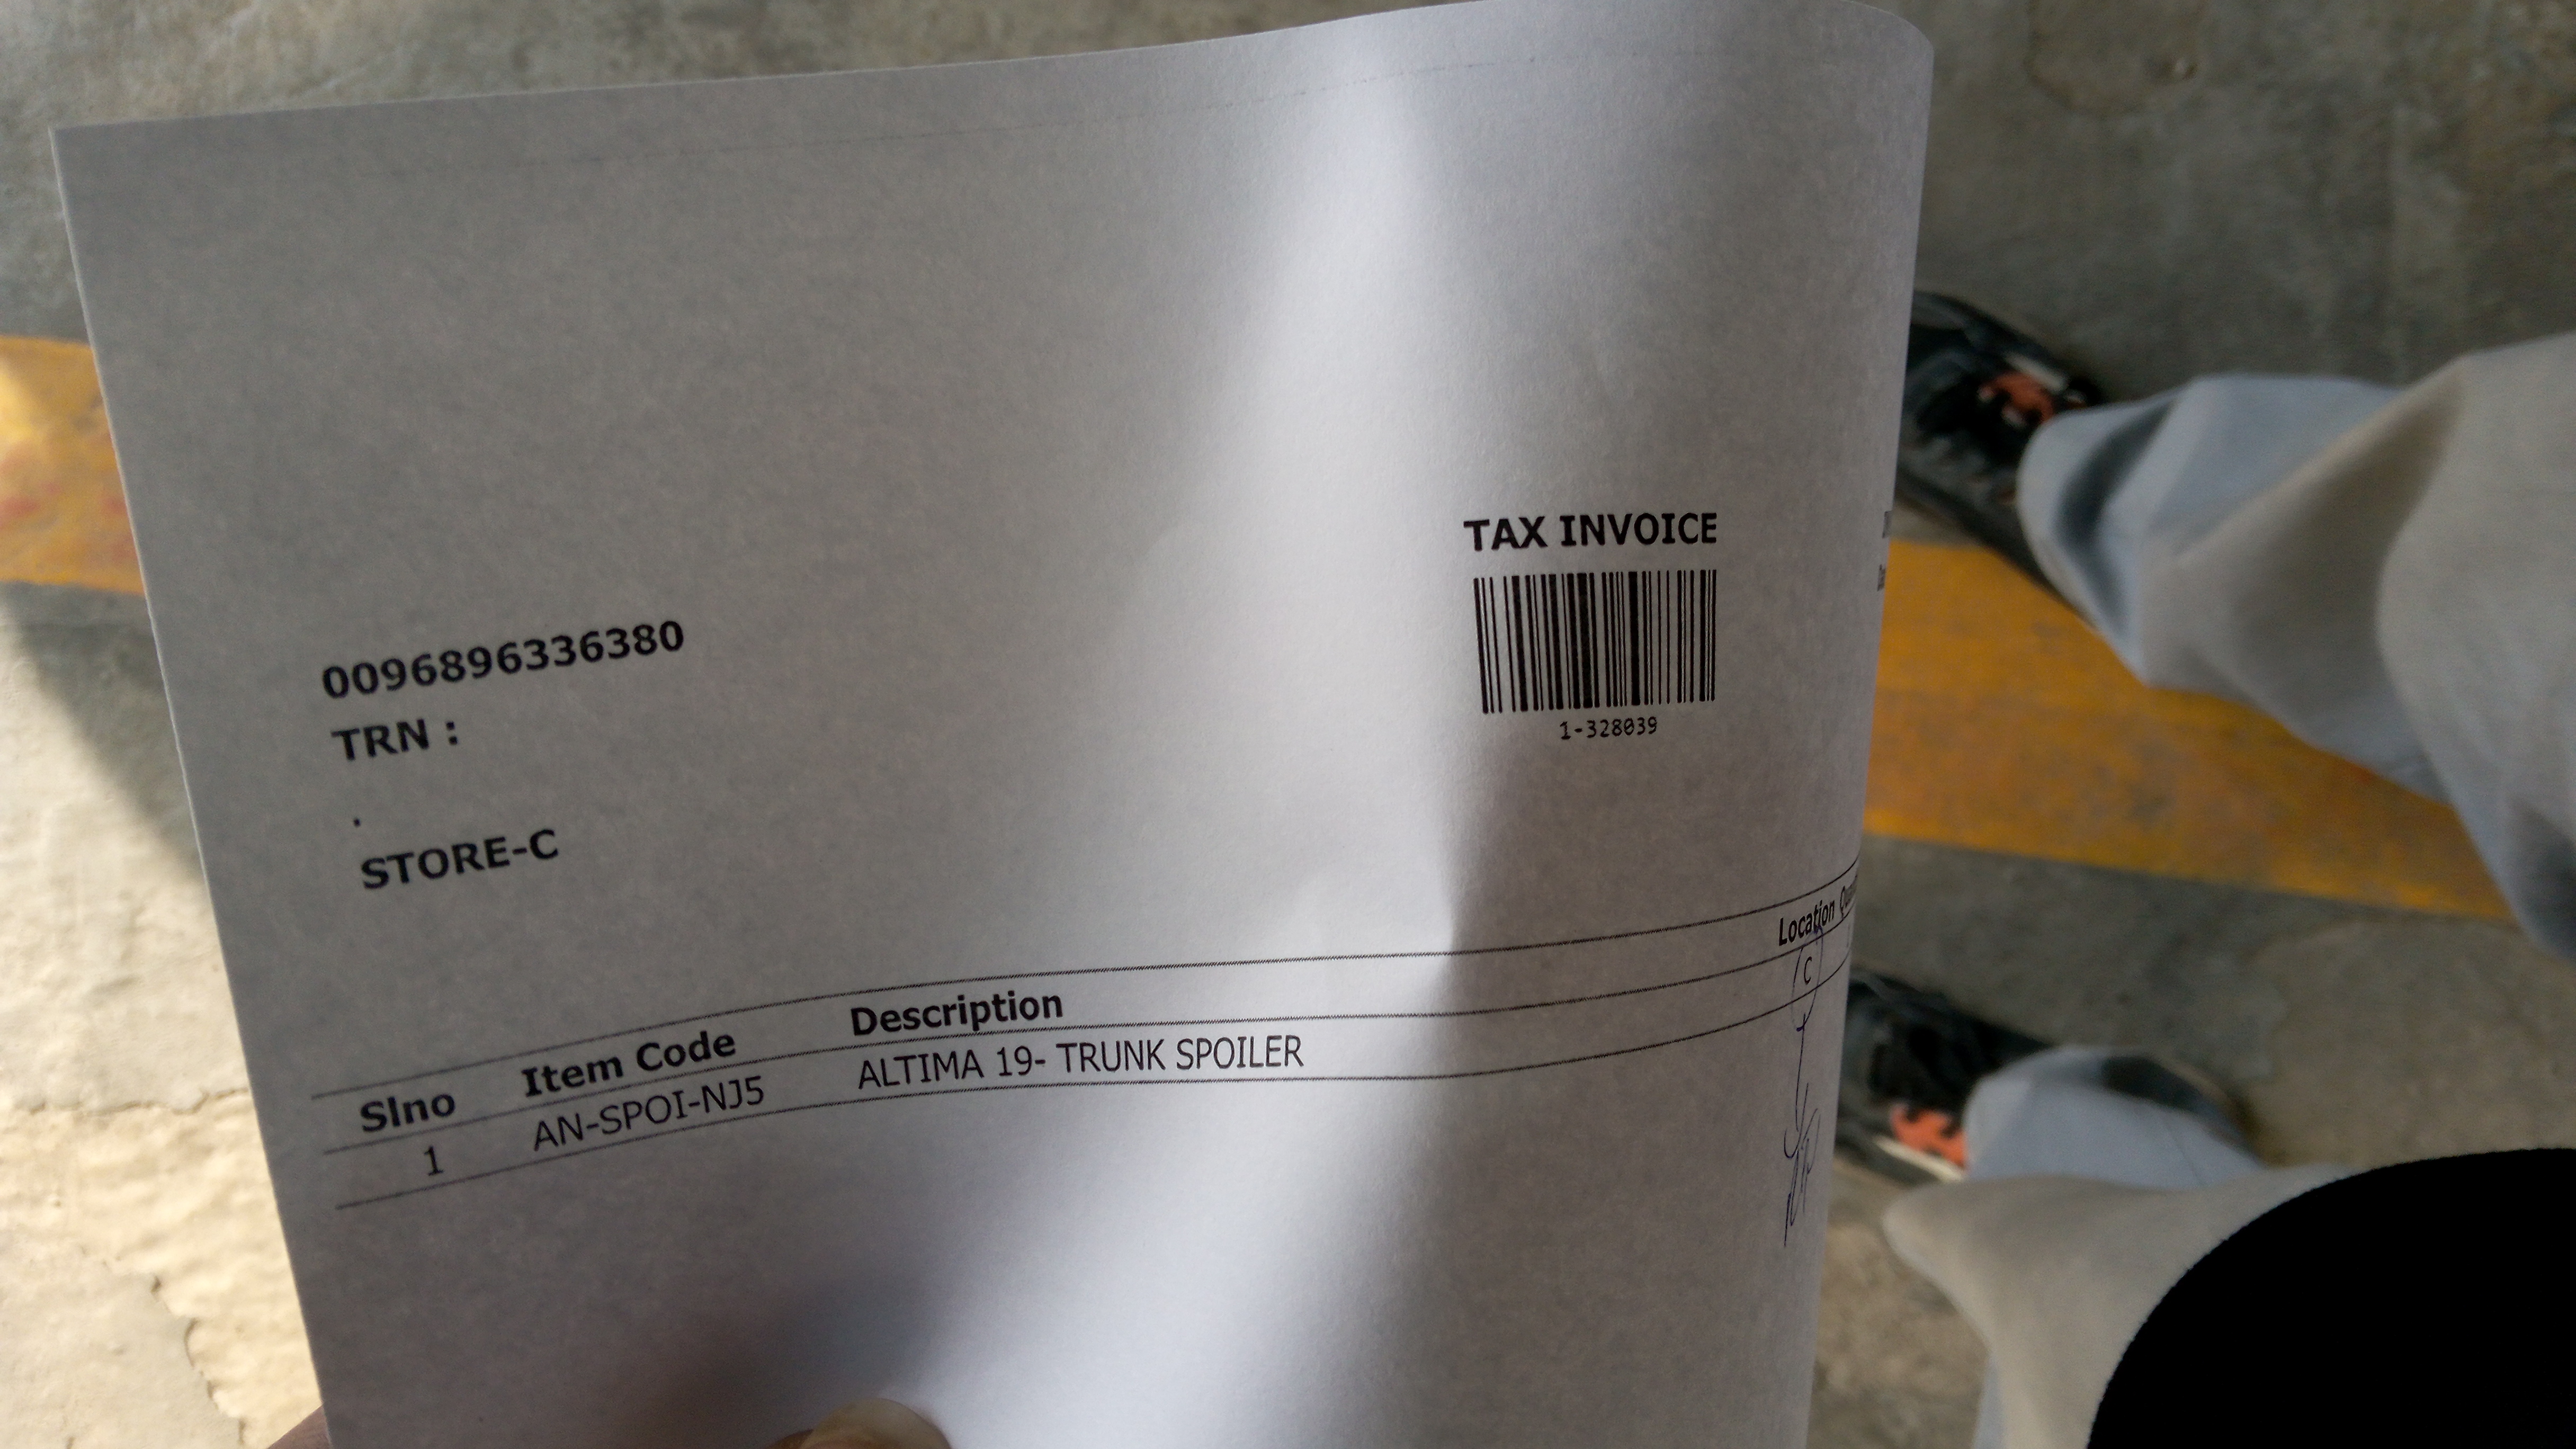 TAX INVOICE
0096896336380
1-328039
TRN :
.
STORE-C
Slno Item Code Description Location
1 AN-SPOI-NJ5 ALTIMA 19- TRUNK SPOILER C